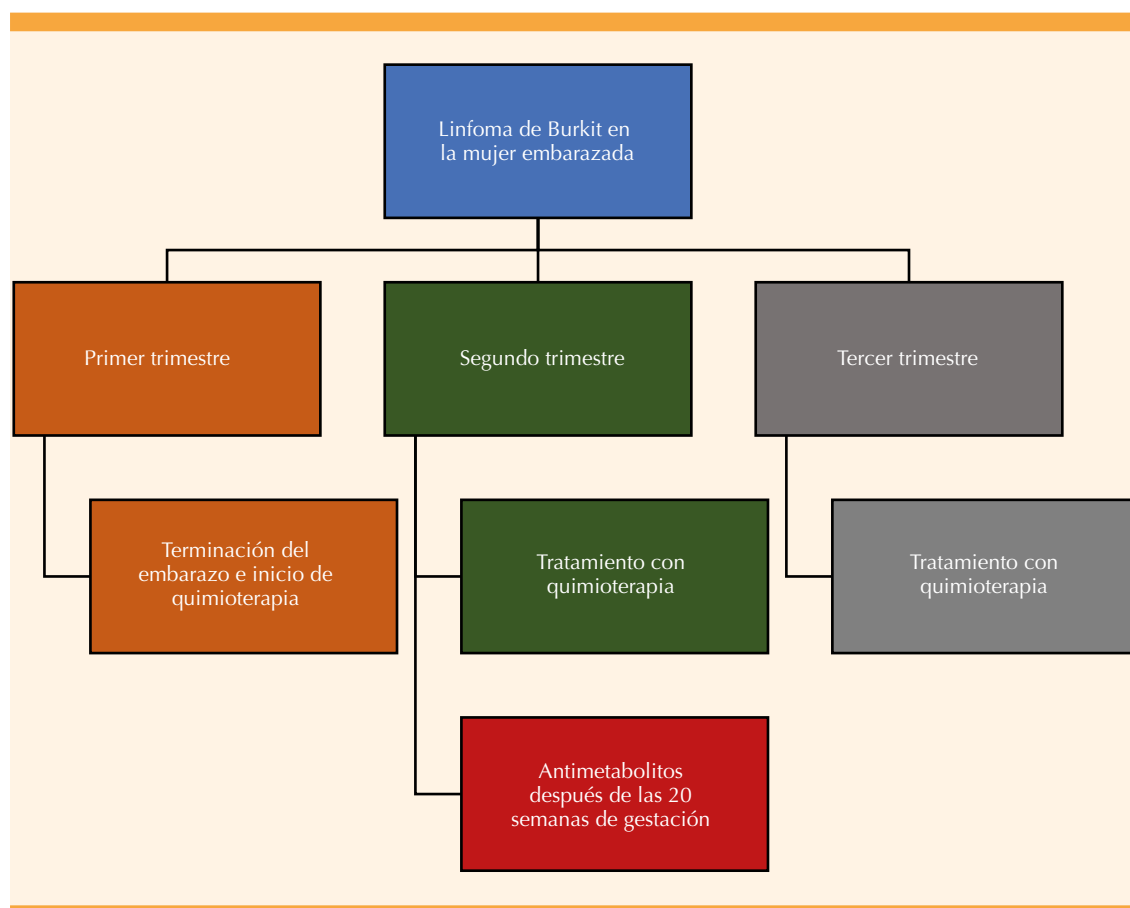 Linfoma de Burkit en
la mujer embarazada
Primer trimestre
Segundo trimestre
Tercer trimestre
Terminación del
embarazo e inicio de
quimioterapia
Tratamiento con
quimioterapia
Tratamiento con
quimioterapia
Antimetabolitos
después de las 20
semanas de gestación